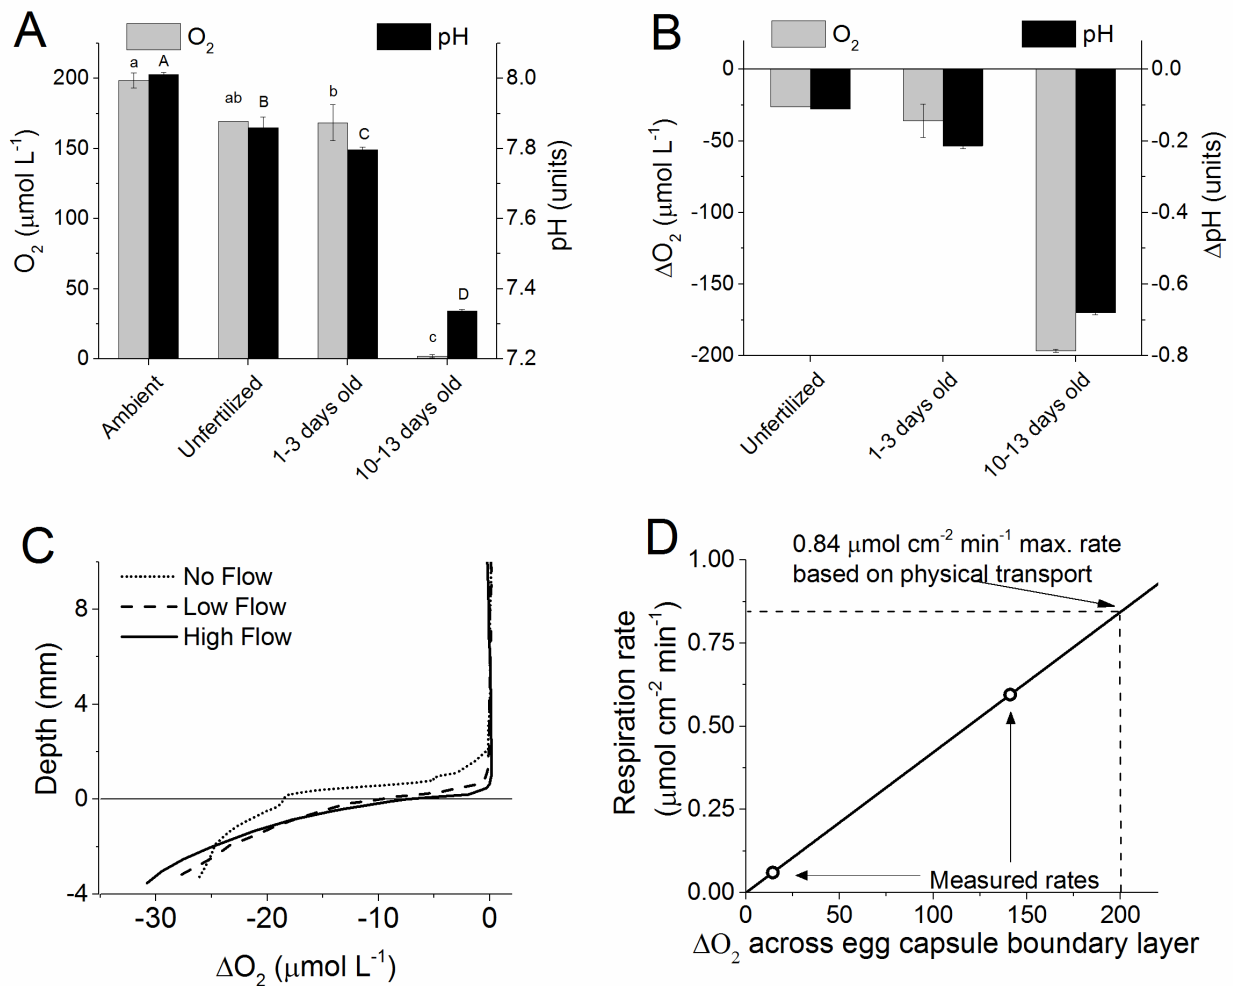 A
O₂
pH
a
A
ab
B
b
C
c
D
200
150
100
50
0
8.0
7.8
7.6
7.4
7.2
O₂ (μmol L⁻¹)
pH (units)
Ambient
Unfertilized
1-3 days old
10-13 days old
B
O₂
pH
0
-50
-100
-150
-200
0.0
-0.2
-0.4
-0.6
-0.8
ΔO₂ (μmol L⁻¹)
ΔpH (units)
Unfertilized
1-3 days old
10-13 days old
C
No Flow
Low Flow
High Flow
8
4
0
-4
Depth (mm)
-30
-20
-10
0
ΔO₂ (μmol L⁻¹)
D
0.84 μmol cm⁻² min⁻¹ max. rate
based on physical transport
1.00
0.75
0.50
0.25
0.00
Respiration rate
(μmol cm⁻² min⁻¹)
Measured rates
0
50
100
150
200
ΔO₂ across egg capsule boundary layer